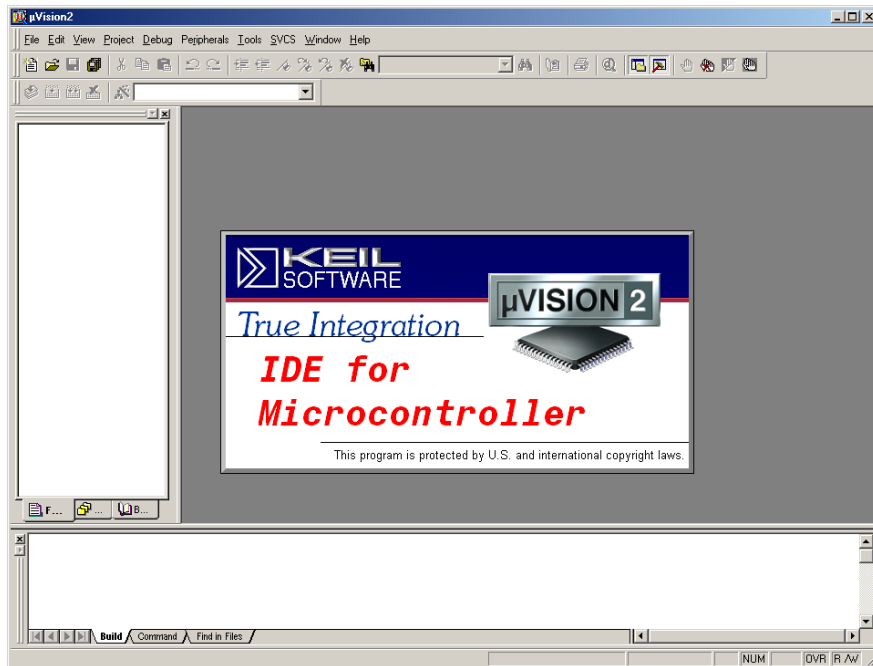 µVision2
File Edit View Project Debug Peripherals Tools SVCS Window Help
KEIL
SOFTWARE
µVISION 2
True Integration
IDE for
Microcontroller
This program is protected by U.S. and international copyright laws.
F... ... B...
Build Command Find in Files
NUM OVR R/W